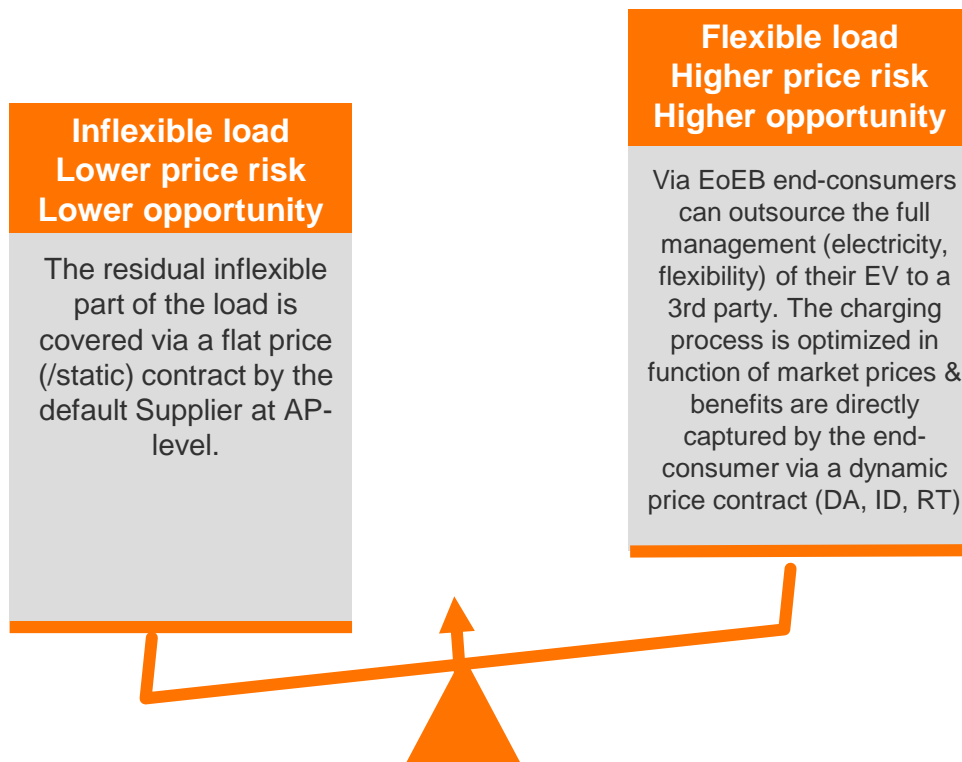 Inflexible load
Lower price risk
Lower opportunity
The residual inflexible
part of the load is
covered via a flat price
(/static) contract by the
default Supplier at AP-
level.
Flexible load
Higher price risk
Higher opportunity
Via EoEB end-consumers
can outsource the full
management (electricity,
flexibility) of their EV to a
3rd party. The charging
process is optimized in
function of market prices &
benefits are directly
captured by the end-
consumer via a dynamic
price contract (DA, ID, RT)